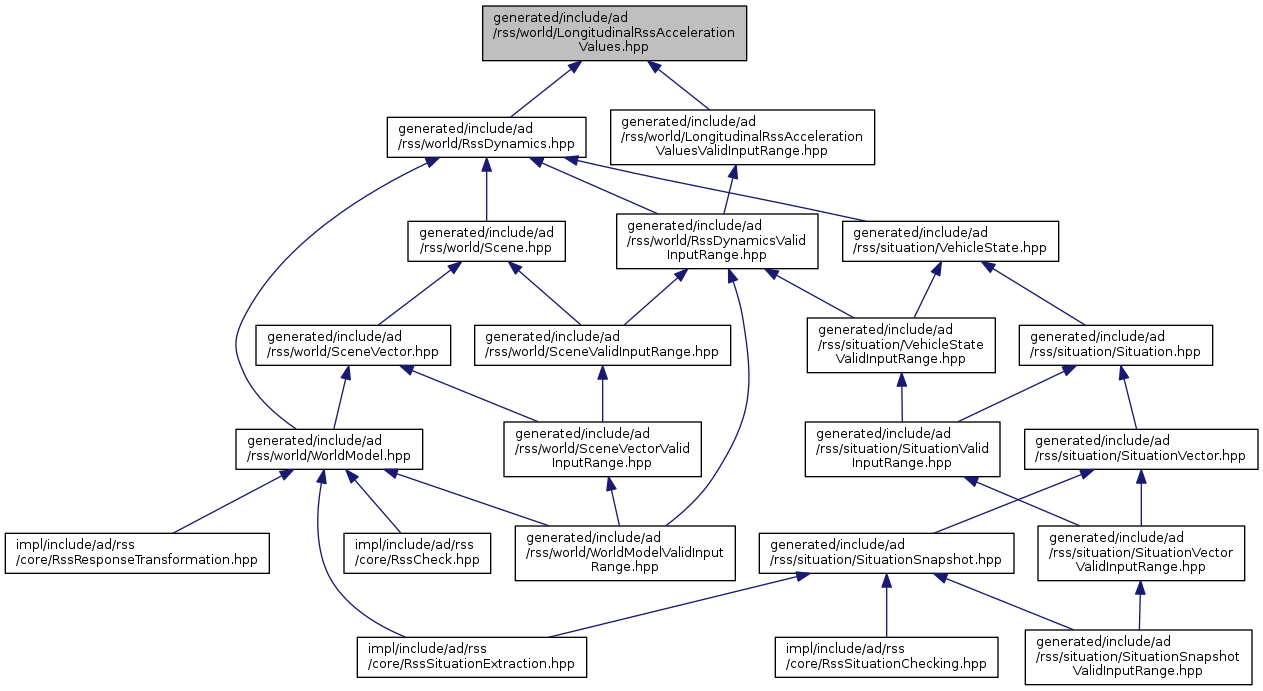 generated/include/ad
/rss/world/LongitudinalRssAcceleration
Values.hpp
generated/include/ad
/rss/world/RssDynamics.hpp
generated/include/ad
/rss/world/LongitudinalRssAcceleration
ValuesValidInputRange.hpp
generated/include/ad
/rss/world/Scene.hpp
generated/include/ad
/rss/world/RssDynamicsValid
InputRange.hpp
generated/include/ad
/rss/situation/VehicleState.hpp
generated/include/ad
/rss/world/SceneVector.hpp
generated/include/ad
/rss/world/SceneValidInputRange.hpp
generated/include/ad
/rss/situation/VehicleState
ValidInputRange.hpp
generated/include/ad
/rss/situation/Situation.hpp
generated/include/ad
/rss/world/WorldModel.hpp
generated/include/ad
/rss/world/SceneVectorValid
InputRange.hpp
generated/include/ad
/rss/situation/SituationValid
InputRange.hpp
generated/include/ad
/rss/situation/SituationVector.hpp
impl/include/ad/rss
/core/RssResponseTransformation.hpp
impl/include/ad/rss
/core/RssCheck.hpp
generated/include/ad
/rss/world/WorldModelValidInput
Range.hpp
generated/include/ad
/rss/situation/SituationSnapshot.hpp
generated/include/ad
/rss/situation/SituationVector
ValidInputRange.hpp
impl/include/ad/rss
/core/RssSituationExtraction.hpp
impl/include/ad/rss
/core/RssSituationChecking.hpp
generated/include/ad
/rss/situation/SituationSnapshot
ValidInputRange.hpp